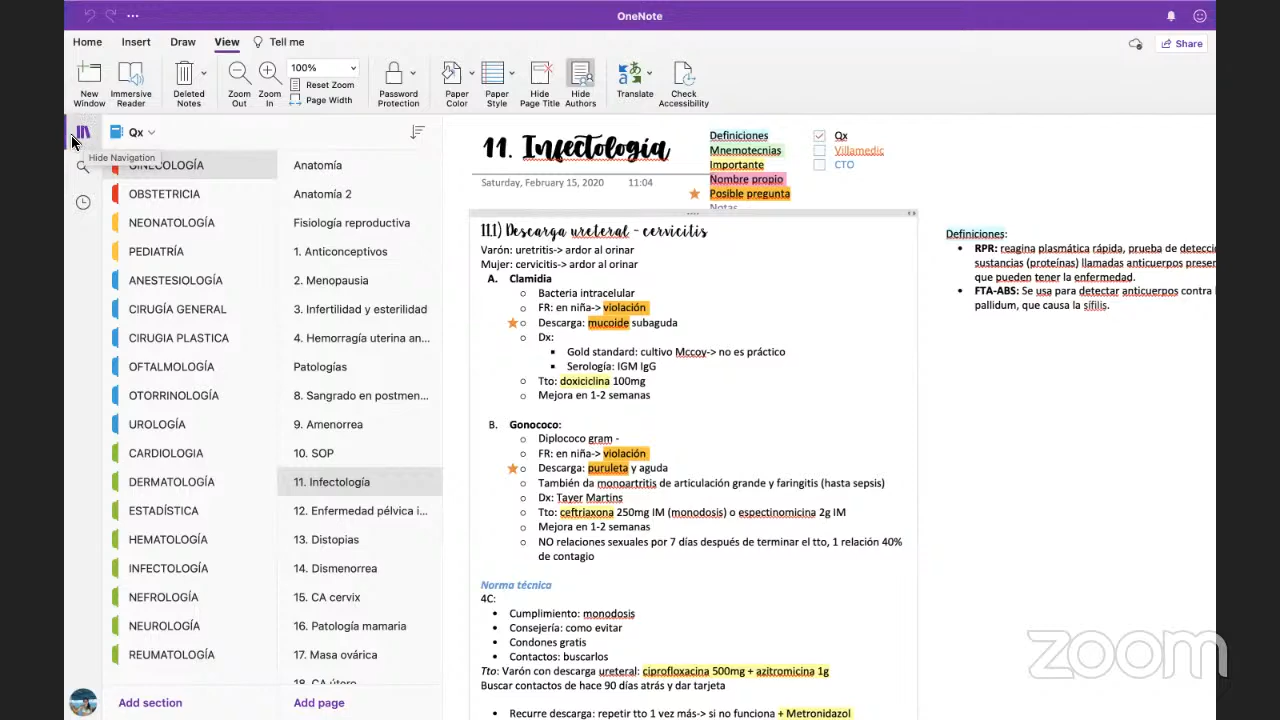 OneNote
Home Insert Draw View Tell me
Share
New Window
Immersive Reader
Deleted Notes
Zoom Out
Zoom In
100%
Reset Zoom
Page Width
Password Protection
Paper Color
Paper Style
Hide Page Title
Hide Authors
Translate
Check Accessibility
Qx
Hide Navigation
GINECOLOGÍA
OBSTETRICIA
NEONATOLOGÍA
PEDIATRÍA
ANESTESIOLOGÍA
CIRUGÍA GENERAL
CIRUGIA PLASTICA
OFTALMOLOGÍA
OTORRINOLOGÍA
UROLOGÍA
CARDIOLOGIA
DERMATOLOGÍA
ESTADÍSTICA
HEMATOLOGÍA
INFECTOLOGÍA
NEFROLOGÍA
NEUROLOGÍA
REUMATOLOGÍA
Add section
Anatomía
Anatomía 2
Fisiología reproductiva
1. Anticonceptivos
2. Menopausia
3. Infertilidad y esterilidad
4. Hemorragía uterina an...
Patologías
8. Sangrado en postmen...
9. Amenorrea
10. SOP
11. Infectología
12. Enfermedad pélvica i...
13. Distopias
14. Dismenorrea
15. CA cervix
16. Patología mamaria
17. Masa ovárica
18. CA útero
Add page
11. Infectología
Saturday, February 15, 2020 11:04
Definiciones
Mnemotecnias
Importante
Nombre propio
Posible pregunta
Notas
Qx
Villamedic
CTO
11.1) Descarga ureteral - cervicitis
Varón: uretritis-> ardor al orinar
Mujer: cervicitis-> ardor al orinar
A. Clamidia
Bacteria intracelular
FR: en niña-> violación
Descarga: mucoide subaguda
Dx:
Gold standard: cultivo Mccoy-> no es práctico
Serología: IGM IgG
Tto: doxiciclina 100mg
Mejora en 1-2 semanas
B. Gonococo:
Diplococo gram -
FR: en niña-> violación
Descarga: puruleta y aguda
También da monoartritis de articulación grande y faringitis (hasta sepsis)
Dx: Tayer Martins
Tto: ceftriaxona 250mg IM (monodosis) o espectinomicina 2g IM
Mejora en 1-2 semanas
NO relaciones sexuales por 7 días después de terminar el tto, 1 relación 40%
de contagio
Norma técnica
4C:
Cumplimiento: monodosis
Consejería: como evitar
Condones gratis
Contactos: buscarlos
Tto: Varón con descarga ureteral: ciprofloxacina 500mg + azitromicina 1g
Buscar contactos de hace 90 días atrás y dar tarjeta
Recurre descarga: repetir tto 1 vez más-> si no funciona + Metronidazol
Definiciones:
RPR: reagina plasmática rápida, prueba de detecci
sustancias (proteínas) llamadas anticuerpos preser
que pueden tener la enfermedad.
FTA-ABS: Se usa para detectar anticuerpos contra
pallidum, que causa la sífilis.
zoom